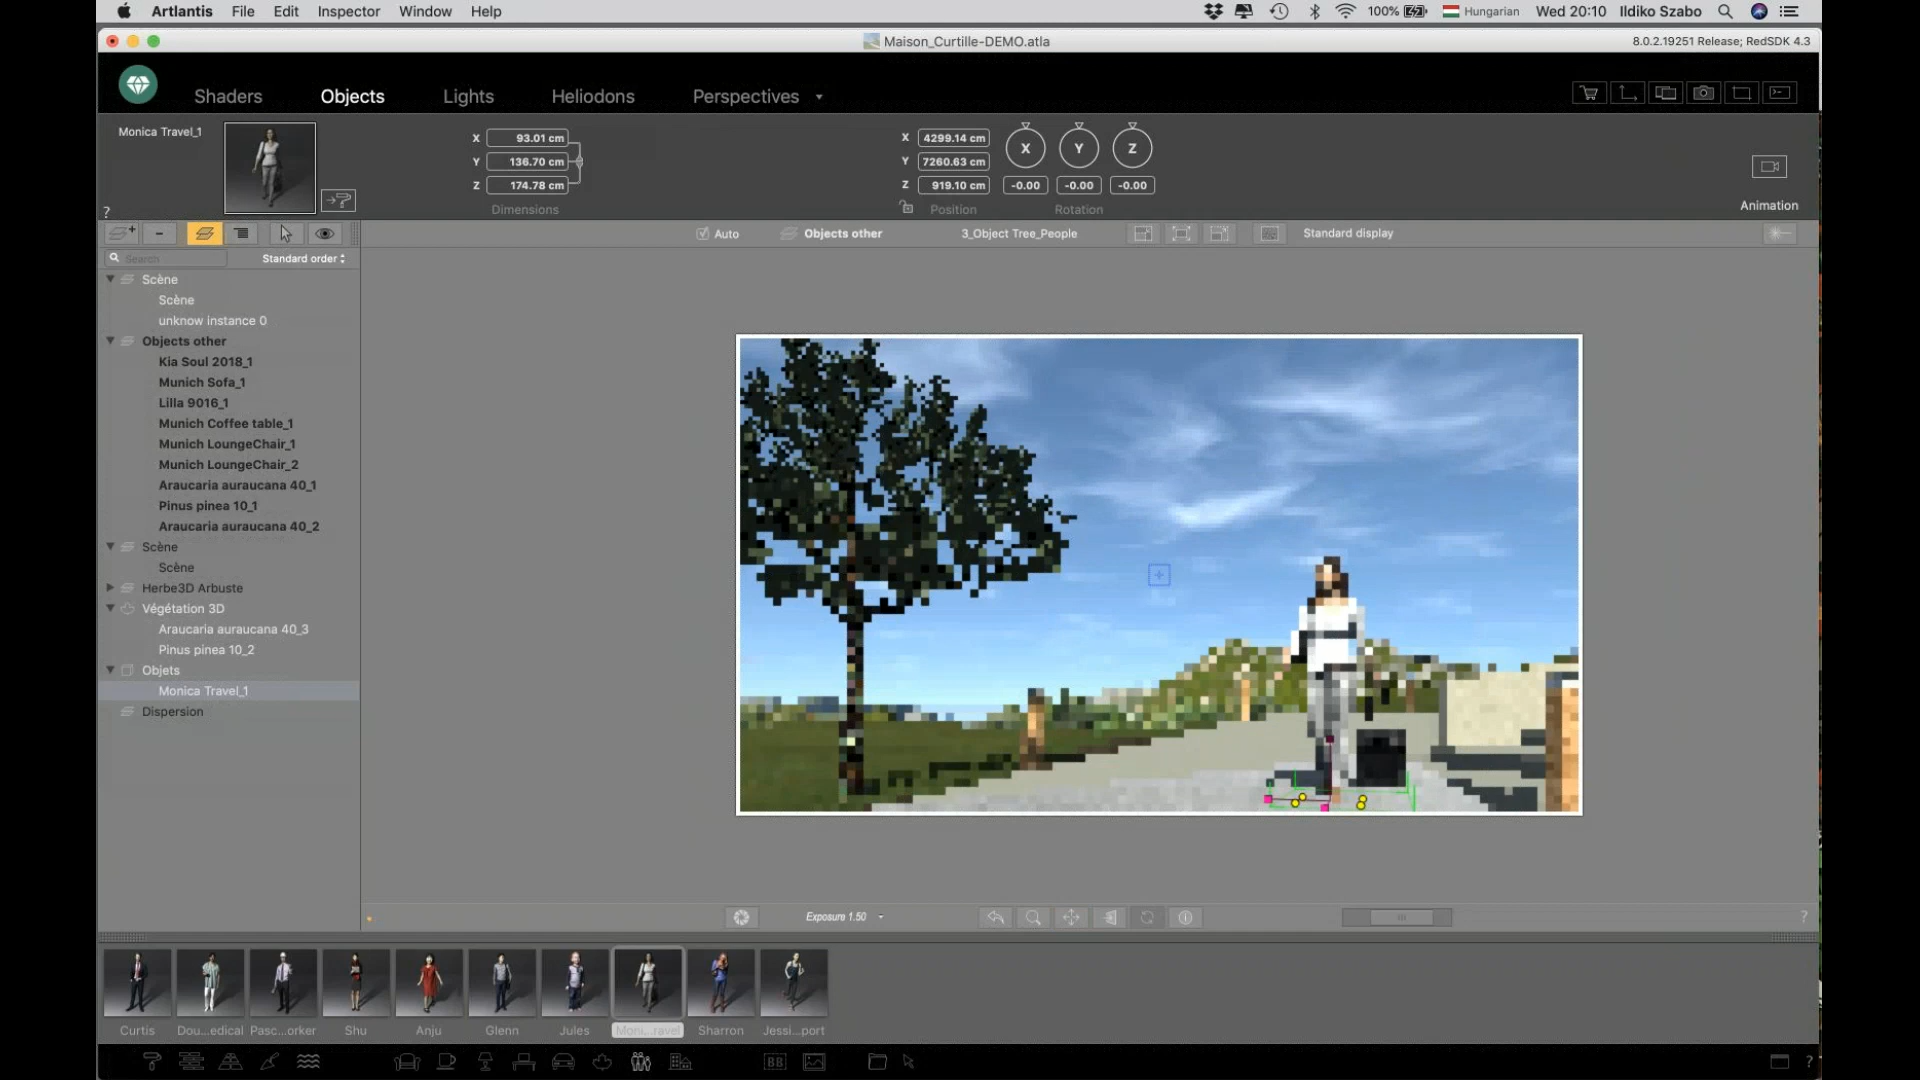 Artlantis File Edit Inspector Window Help 100% Hungarian Wed 20:10 Ildiko Szabo
Maison_Curtille-DEMO.atla 8.0.2.19251 Release; RedSDK 4.3
Shaders Objects Lights Heliodons Perspectives
Monica Travel_1
X 93.01 cm
Y 136.70 cm
Z 174.78 cm
Dimensions
X 4299.14 cm
Y 7260.63 cm
Z 919.10 cm
Position
X Y Z
-0.00 -0.00 -0.00
Rotation
Animation
?
Auto Objects other 3_Object Tree_People Standard display
Search Standard order
Scène
Scène
unknow instance 0
Objects other
Kia Soul 2018_1
Munich Sofa_1
Lilla 9016_1
Munich Coffee table_1
Munich LoungeChair_1
Munich LoungeChair_2
Araucaria auraucana 40_1
Pinus pinea 10_1
Araucaria auraucana 40_2
Scène
Scène
Herbe3D Arbuste
Végétation 3D
Araucaria auraucana 40_3
Pinus pinea 10_2
Objets
Monica Travel_1
Dispersion
Exposure 1.50 ?
Curtis Dou...edical Pasc...orker Shu Anju Glenn Jules Moni...ravel Sharron Jessi...port
BB ?